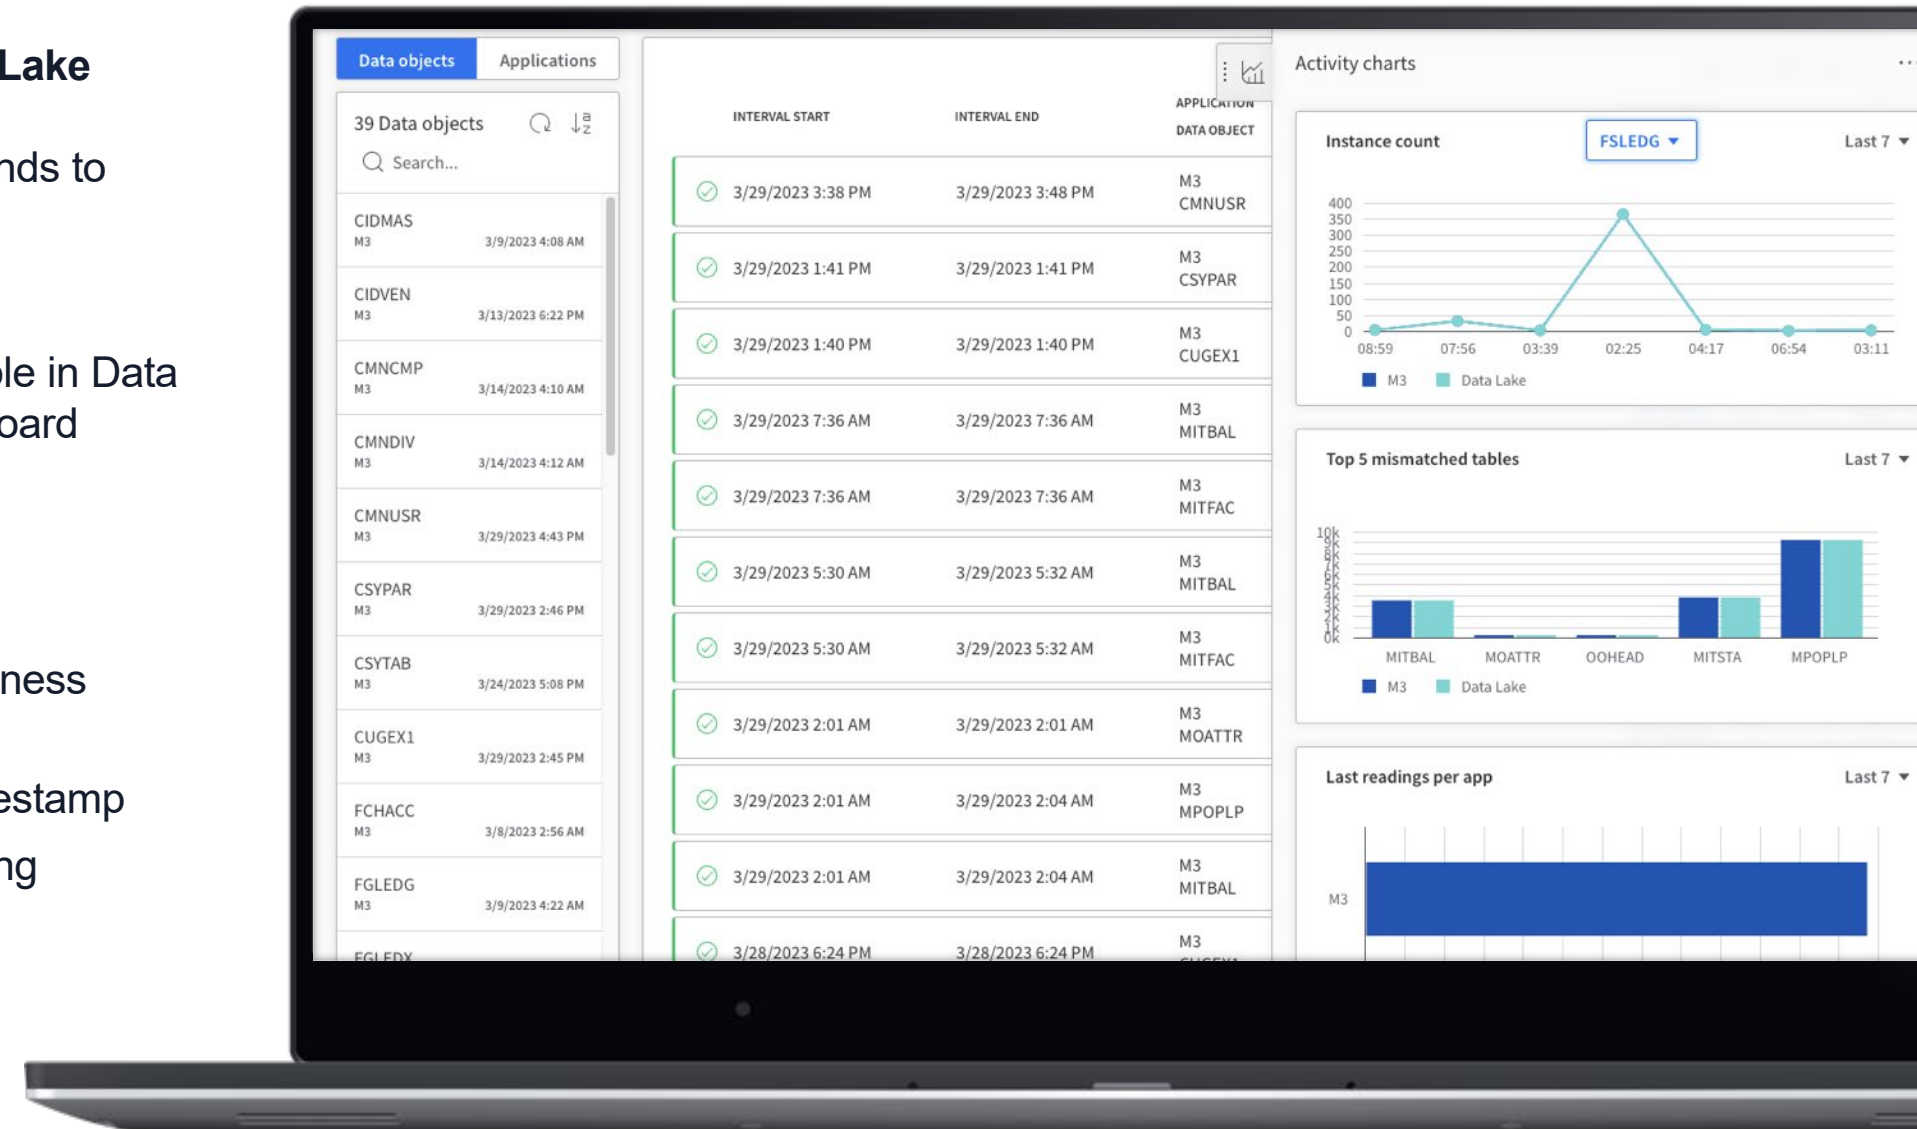 Lake
nds to
ole in Data
oard
ness
estamp
ng
Data objects
Applications
39 Data objects
Search...
CIDMAS
M3 3/9/2023 4:08 AM
CIDVEN
M3 3/13/2023 6:22 PM
CMNCMP
M3 3/14/2023 4:10 AM
CMNDIV
M3 3/14/2023 4:12 AM
CMNUSR
M3 3/29/2023 4:43 PM
CSYPAR
M3 3/29/2023 2:46 PM
CSYTAB
M3 3/24/2023 5:08 PM
CUGEX1
M3 3/29/2023 2:45 PM
FCHACC
M3 3/8/2023 2:56 AM
FGLEDG
M3 3/9/2023 4:22 AM
FGLEDX
INTERVAL START INTERVAL END APPLICATION
DATA OBJECT
M3
3/29/2023 3:38 PM 3/29/2023 3:48 PM CMNUSR
M3
3/29/2023 1:41 PM 3/29/2023 1:41 PM CSYPAR
M3
3/29/2023 1:40 PM 3/29/2023 1:40 PM CUGEX1
M3
3/29/2023 7:36 AM 3/29/2023 7:36 AM MITBAL
M3
3/29/2023 7:36 AM 3/29/2023 7:36 AM MITFAC
M3
3/29/2023 5:30 AM 3/29/2023 5:32 AM MITBAL
M3
3/29/2023 5:30 AM 3/29/2023 5:32 AM MITFAC
M3
3/29/2023 2:01 AM 3/29/2023 2:01 AM MOATTR
M3
3/29/2023 2:01 AM 3/29/2023 2:04 AM MPOPLP
M3
3/29/2023 2:01 AM 3/29/2023 2:04 AM MITBAL
M3
3/28/2023 6:24 PM 3/28/2023 6:24 PM CUGEX1
Activity charts
Instance count FSLEDG Last 7
400
350
300
250
200
150
100
50
0
08:59 07:56 03:39 02:25 04:17 06:54 03:11
M3 Data Lake
Top 5 mismatched tables Last 7
10k
9k
8k
7k
6k
5k
4k
3k
2k
1k
0k
MITBAL MOATTR OOHEAD MITSTA MPOPLP
M3 Data Lake
Last readings per app Last 7
M3